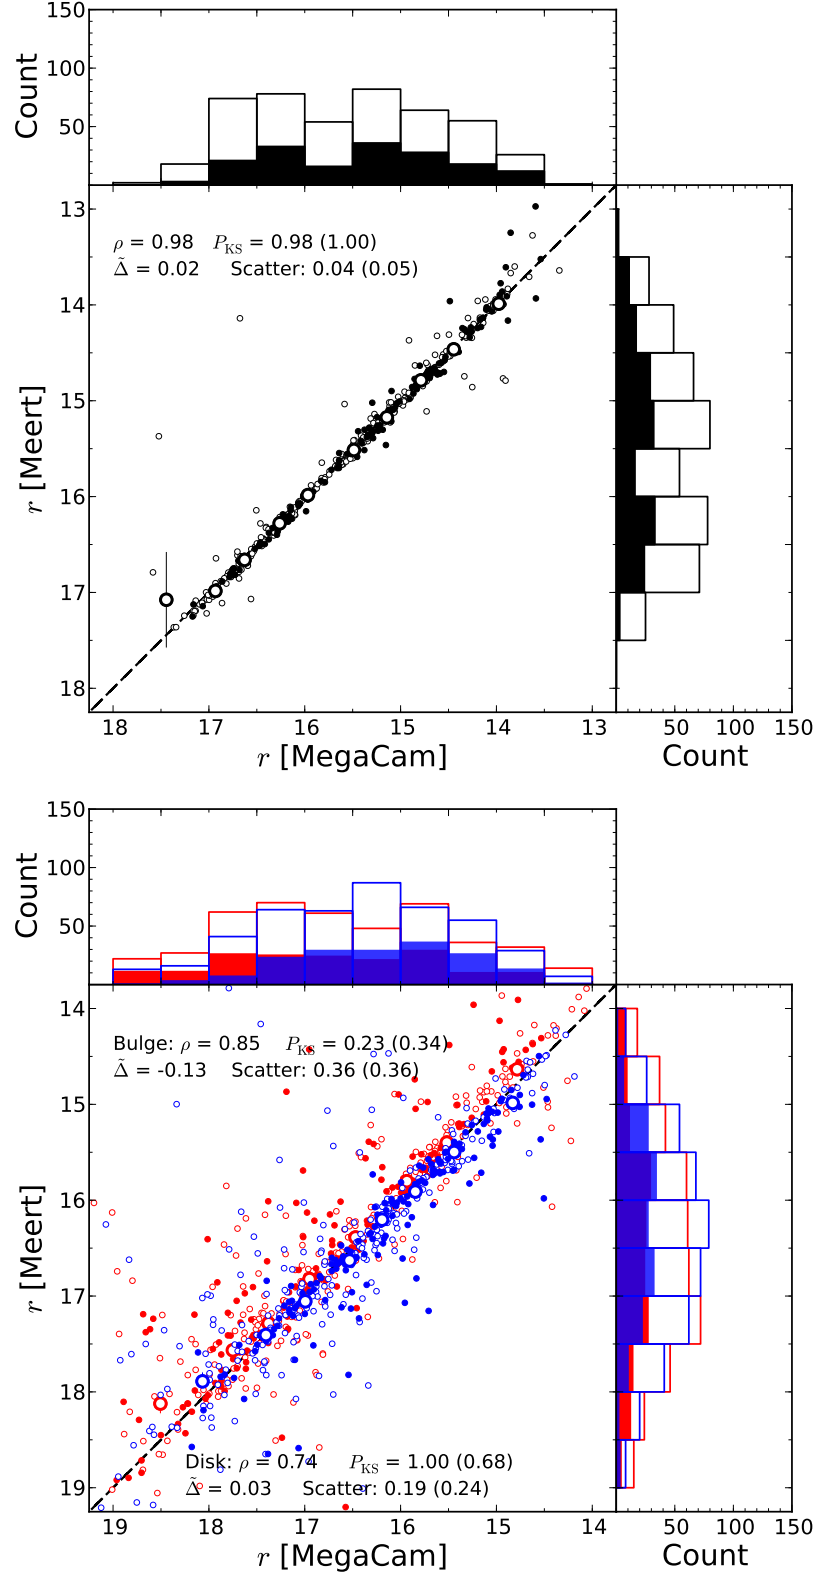 150
100
50
Count
13
14
15
16
17
18
r [Meert]
ρ = 0.98 P_KS = 0.98 (1.00)
Δ̃ = 0.02 Scatter: 0.04 (0.05)
18 17 16 15 14 13
r [MegaCam]
50 100 150
Count
150
100
50
Count
14
15
16
17
18
19
r [Meert]
Bulge: ρ = 0.85 P_KS = 0.23 (0.34)
Δ̃ = -0.13 Scatter: 0.36 (0.36)
Disk: ρ = 0.74 P_KS = 1.00 (0.68)
Δ̃ = 0.03 Scatter: 0.19 (0.24)
19 18 17 16 15 14
r [MegaCam]
50 100 150
Count